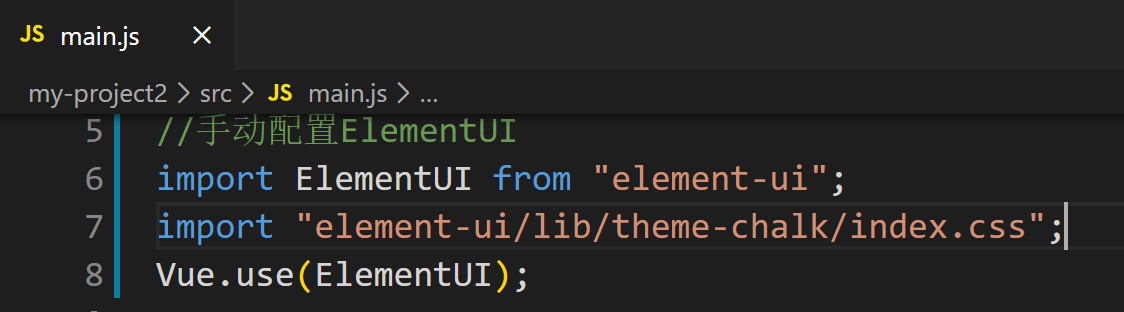 JS main.js ×
my-project2 > src > JS main.js > ...
5 //手动配置ElementUI
6 import ElementUI from "element-ui";
7 import "element-ui/lib/theme-chalk/index.css";
8 Vue.use(ElementUI);